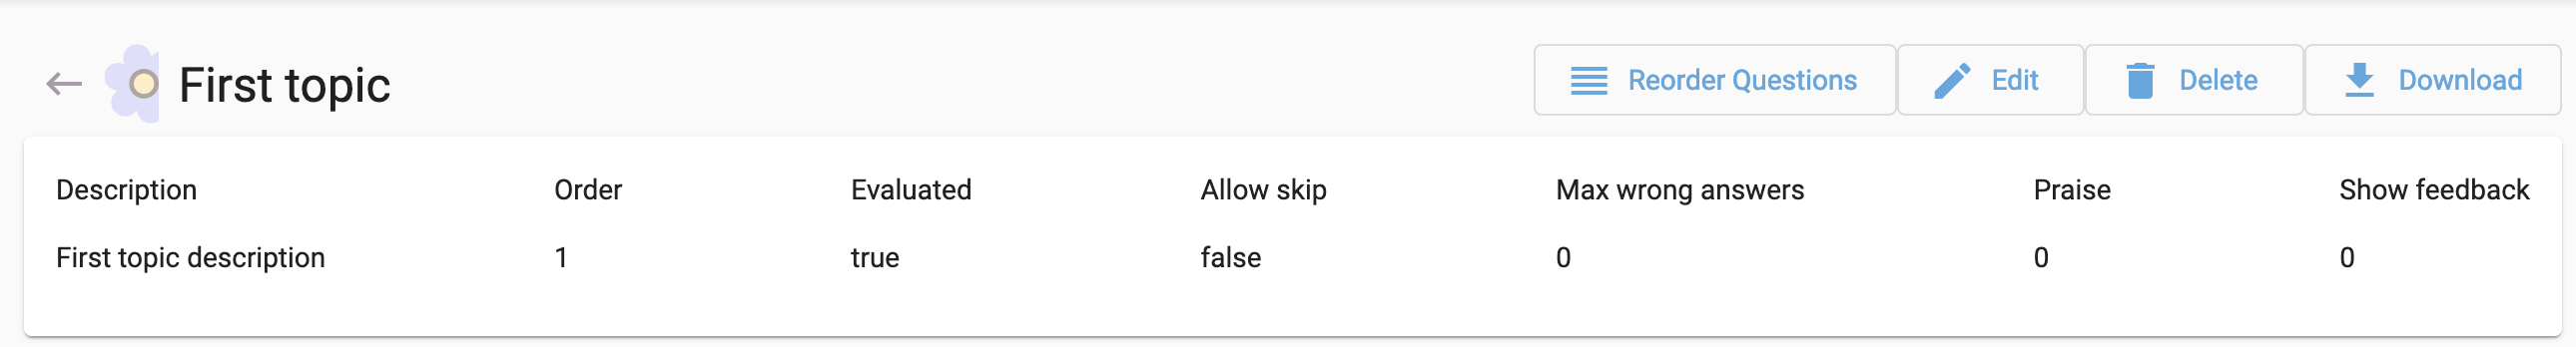 First topic
Reorder Questions Edit Delete Download
Description Order Evaluated Allow skip Max wrong answers Praise Show feedback
First topic description 1 true false 0 0 0